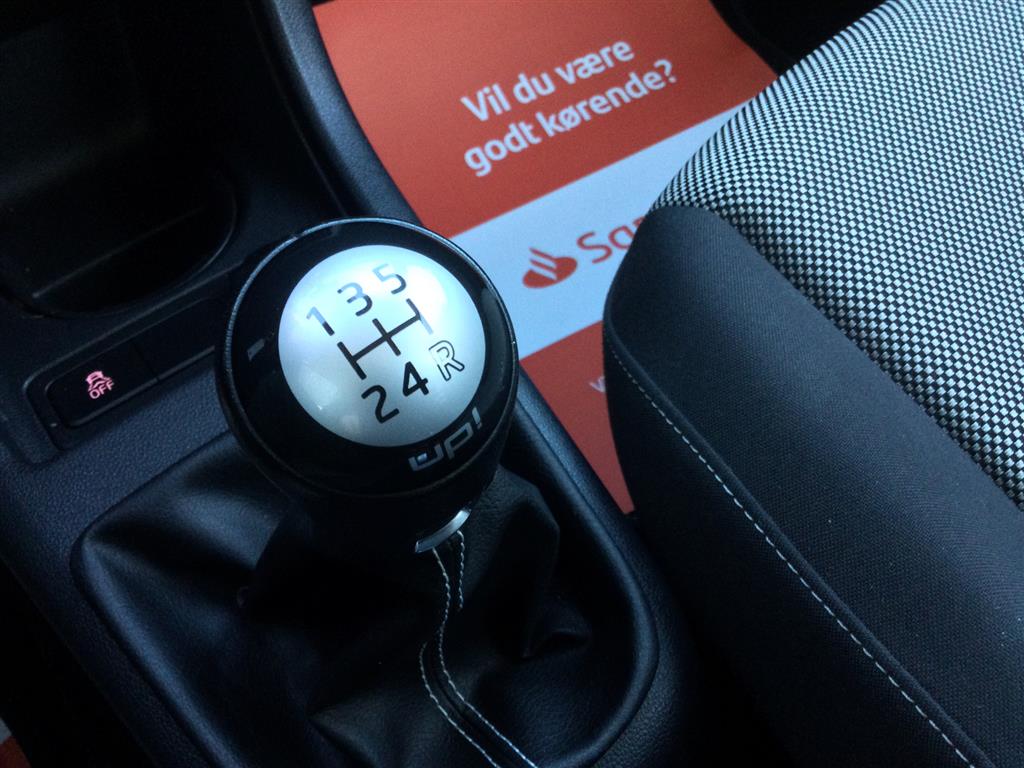 Vil du være
godt kørende?
1 3 5
2 4 R
up!
OFF